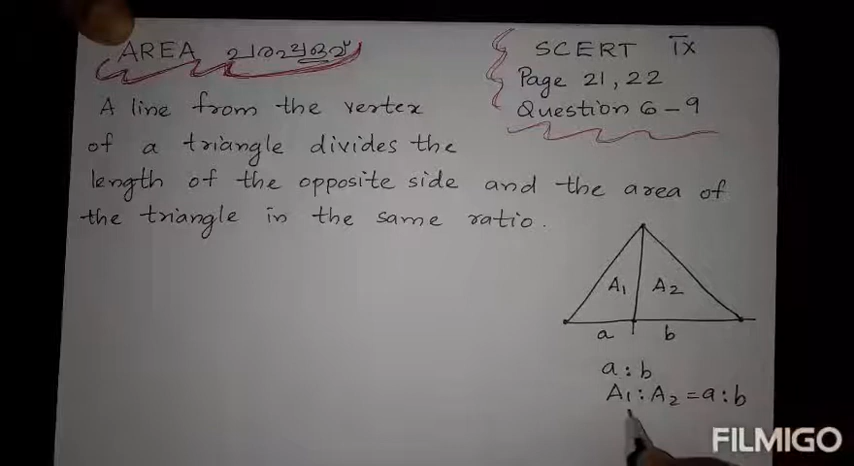 AREA പരപ്പളവ്
SCERT IX
Page 21, 22
Question 6 - 9
A line from the vertex
of a triangle divides the
length of the opposite side and the area of
the triangle in the same ratio.
A1 A2
a b
a : b
A1 : A2 = a : b
FILMIGO